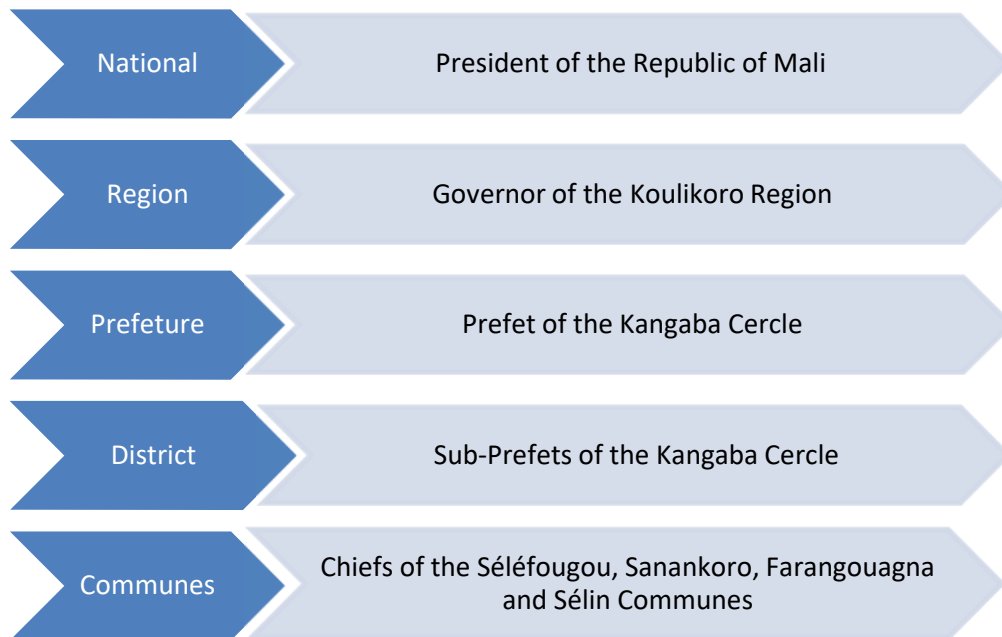 National
President of the Republic of Mali
Region
Governor of the Koulikoro Region
Prefeture
Prefet of the Kangaba Cercle
District
Sub-Prefets of the Kangaba Cercle
Communes
Chiefs of the Séléfougou, Sanankoro, Farangouagna
and Sélin Communes